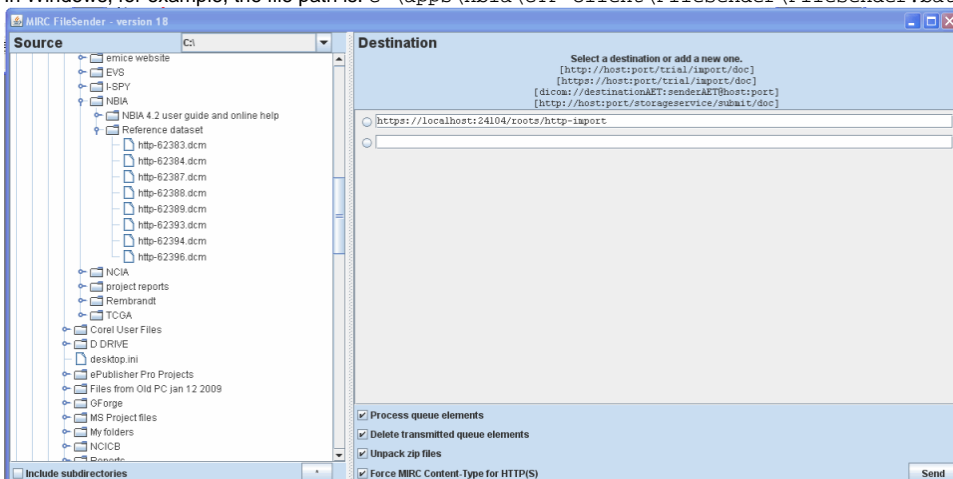 In Windows, for example, the file path is: C:\apps\nbia\CTP-Client\FileSender\FileSender.bat
MIRC FileSender - version 18
Source
C:\
ernice website
EVS
I-SPY
NBIA
NBIA 4.2 user guide and online help
Reference dataset
http-62383.dcm
http-62384.dcm
http-62387.dcm
http-62388.dcm
http-62389.dcm
http-62393.dcm
http-62394.dcm
http-62396.dcm
NCIA
project reports
Rembrandt
TCGA
Corel User Files
D DRIVE
desktop.ini
ePublisher Pro Projects
Files from Old PC jan 12 2009
GForge
MS Project files
My folders
NCICB
Reports
Include subdirectories
*
Destination
Select a destination or add a new one.
[http://host:port/trial/import/doc]
[https://host:port/trial/import/doc]
[dicom://destinationAET:senderAET@host:port]
[http://host:port/storageservice/submit/doc]
https://localhost:24104/roots/http-import
Process queue elements
Delete transmitted queue elements
Unpack zip files
Force MIRC Content-Type for HTTP(S)
Send